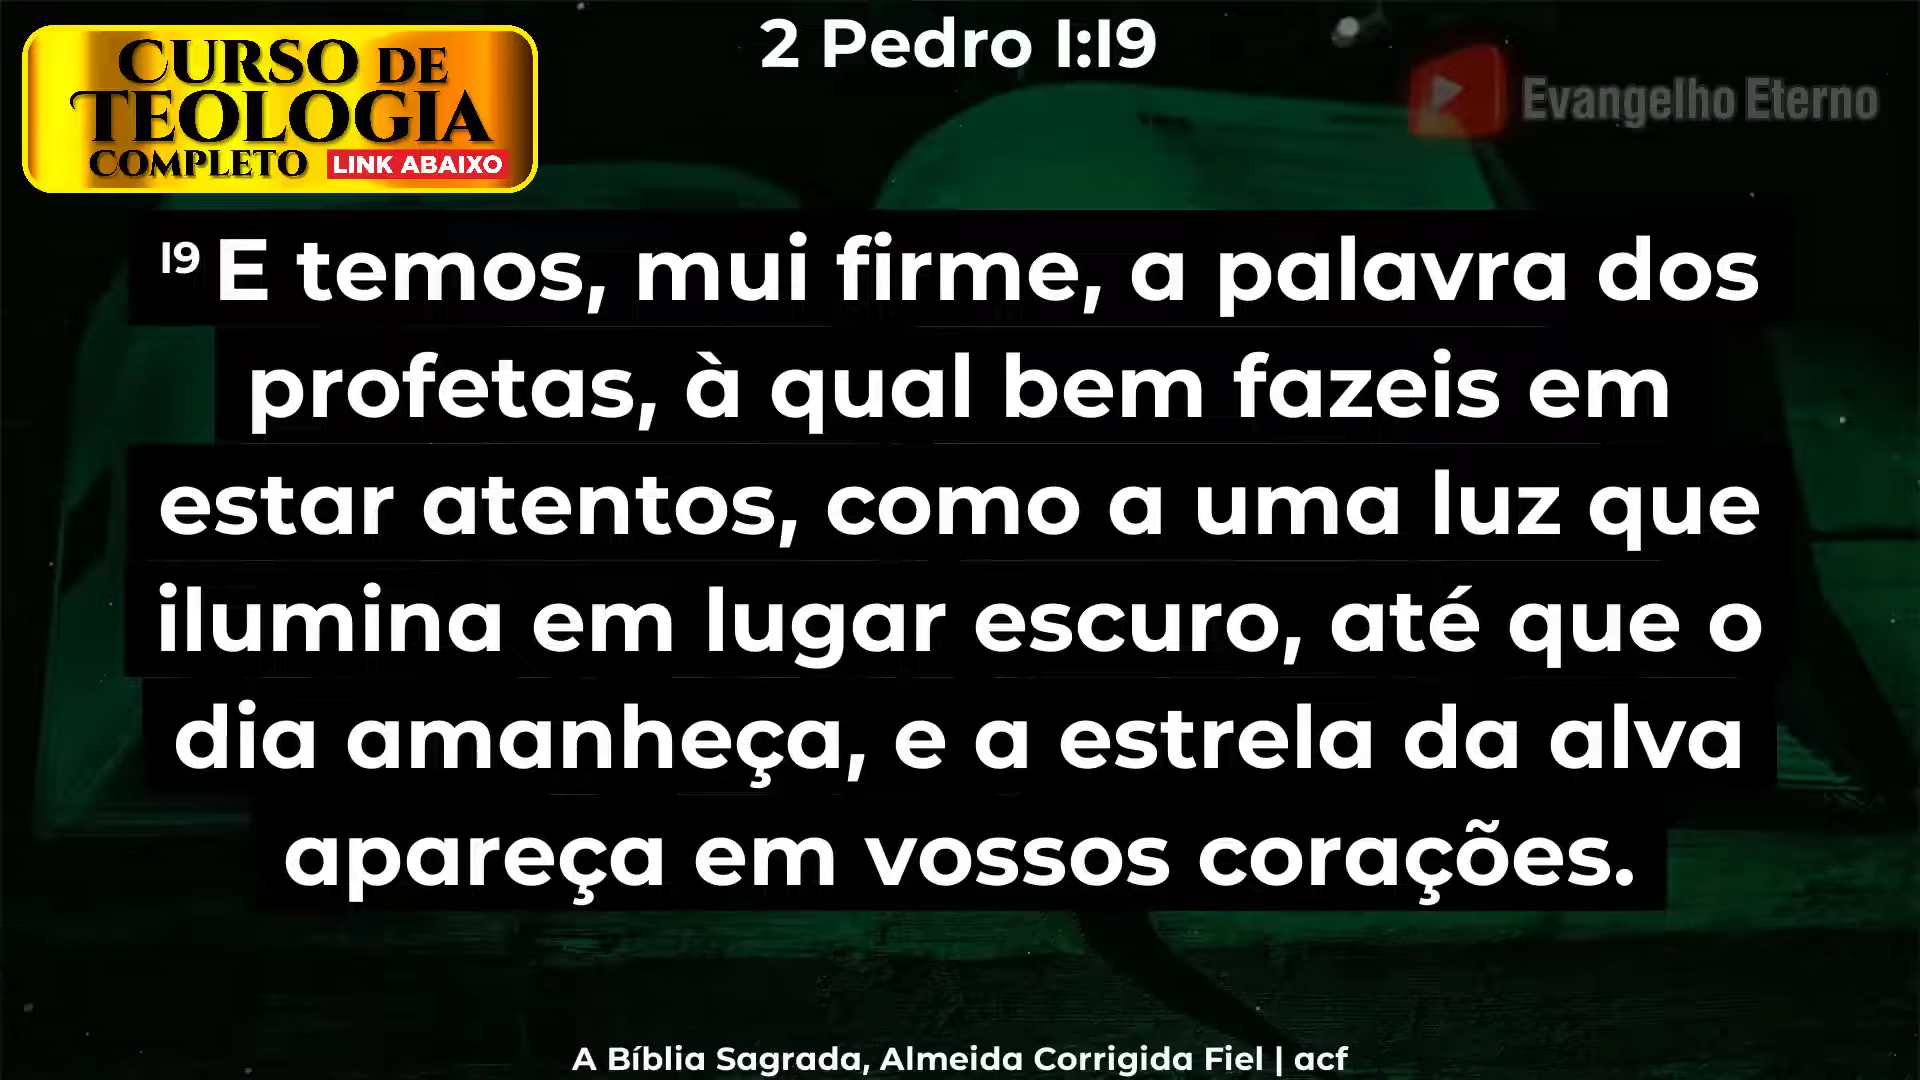 CURSO DE
TEOLOGIA
COMPLETO LINK ABAIXO
2 Pedro 1:19
Evangelho Eterno
19 E temos, mui firme, a palavra dos
profetas, à qual bem fazeis em
estar atentos, como a uma luz que
ilumina em lugar escuro, até que o
dia amanheça, e a estrela da alva
apareça em vossos corações.
A Bíblia Sagrada, Almeida Corrigida Fiel | acf